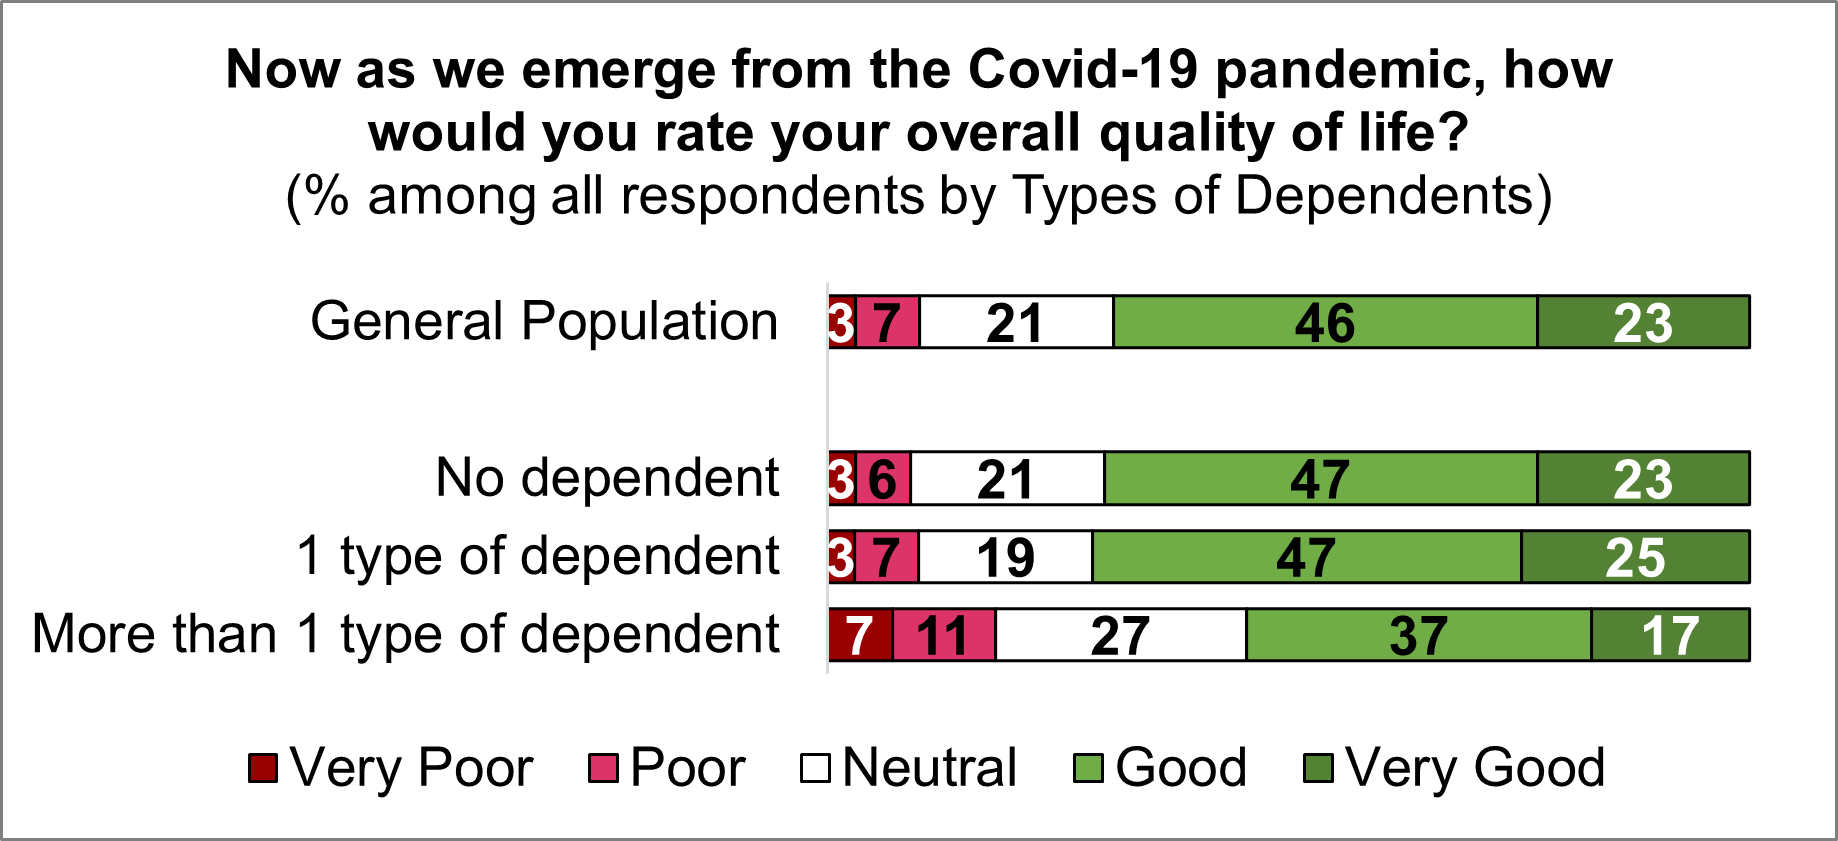 Now as we emerge from the Covid-19 pandemic, how
would you rate your overall quality of life?
(% among all respondents by Types of Dependents)
General Population 3 7 21 46 23
No dependent 3 6 21 47 23
1 type of dependent 3 7 19 47 25
More than 1 type of dependent 7 11 27 37 17
Very Poor Poor Neutral Good Very Good